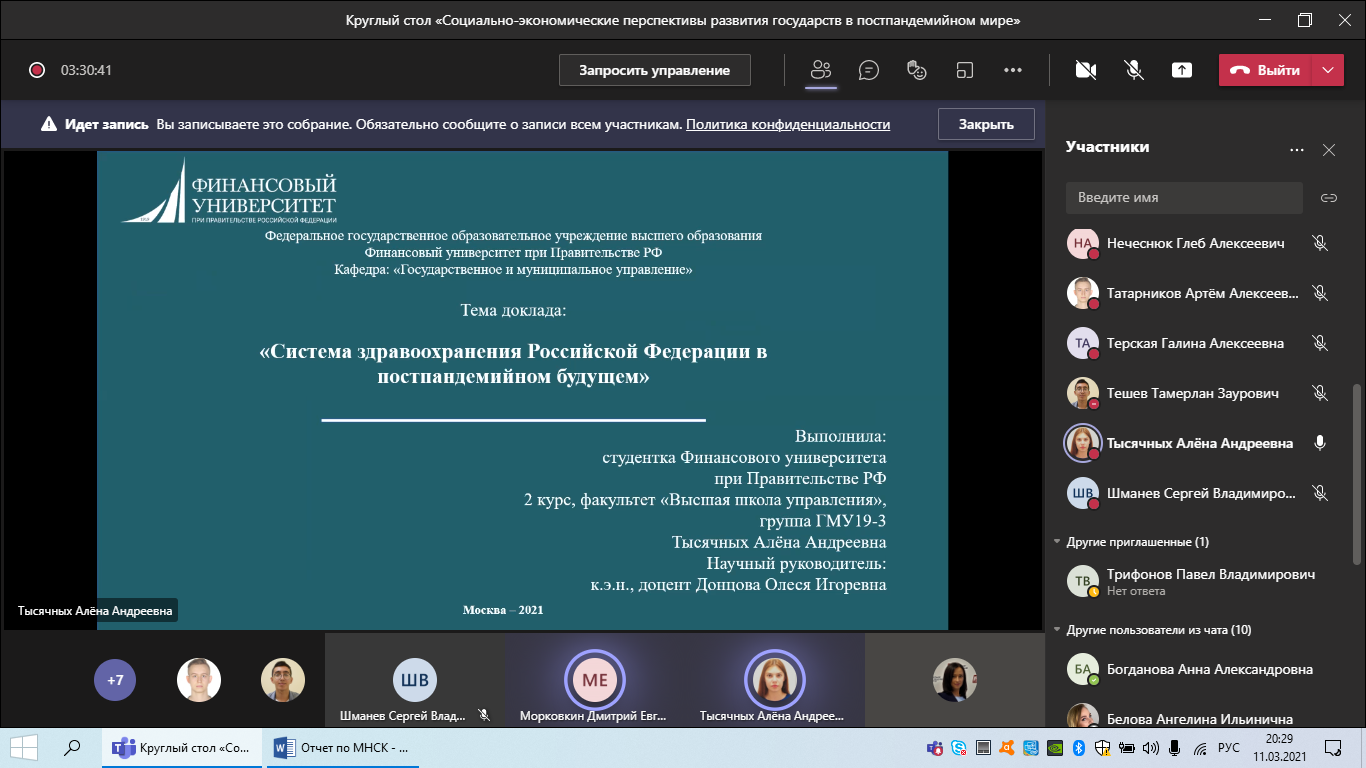 Круглый стол «Социально-экономические перспективы развития государств в постпандемийном мире»
03:30:41
Запросить управление
Выйти
Идет запись Вы записываете это собрание. Обязательно сообщите о записи всем участникам. Политика конфиденциальности
Закрыть
ФИНАНСОВЫЙ
УНИВЕРСИТЕТ
ПРИ ПРАВИТЕЛЬСТВЕ РОССИЙСКОЙ ФЕДЕРАЦИИ
Федеральное государственное образовательное учреждение высшего образования
Финансовый университет при Правительстве РФ
Кафедра: «Государственное и муниципальное управление»
Тема доклада:
«Система здравоохранения Российской Федерации в
постпандемийном будущем»
Выполнила:
студентка Финансового университета
при Правительстве РФ
2 курс, факультет «Высшая школа управления»,
группа ГМУ19-3
Тысячных Алёна Андреевна
Научный руководитель:
к.э.н., доцент Донцова Олеся Игоревна
Москва – 2021
Тысячных Алёна Андреевна
+7
ШВ
Шманев Сергей Влад...
МЕ
Морковкин Дмитрий Евг...
Тысячных Алёна Андрее...
Участники
Введите имя
НА Нечеснюк Глеб Алексеевич
Татарников Артём Алексеев...
ТА Терская Галина Алексеевна
Тешев Тамерлан Заурович
Тысячных Алёна Андреевна
ШВ Шманев Сергей Владимиро...
Другие приглашенные (1)
ТВ Трифонов Павел Владимирович
Нет ответа
Другие пользователи из чата (10)
БА Богданова Анна Александровна
Белова Ангелина Ильинична
Круглый стол «Со...
Отчет по МНСК - ...
РУС
20:29
11.03.2021